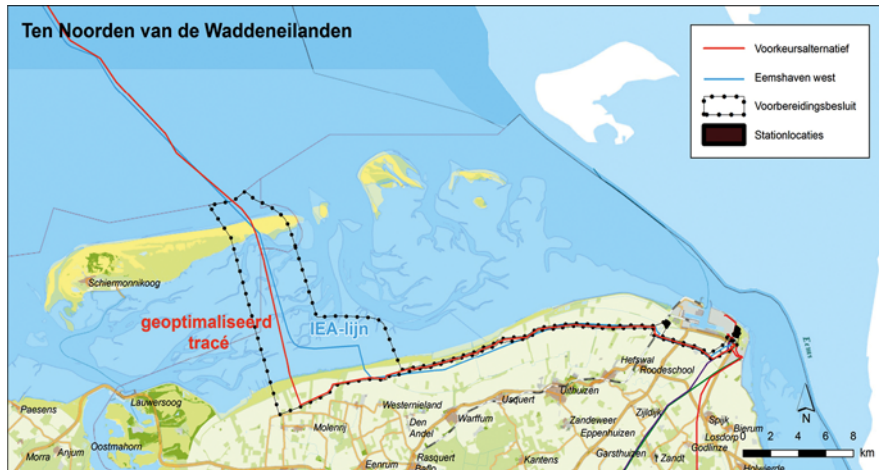 Ten Noorden van de Waddeneilanden
Voorkeursalternatief
Eemshaven west
Voorbereidingsbesluit
Stationlocaties
Schiermonnikoog
geoptimaliseerd
tracé
IEA-lijn
Eems
Hefswal
Roodeschool
Uithuizen
Usquert
Lauwersoog
Paesens
Westernieland
Warffum
Zandeweer
Zijldijk
Spijk
Molenrij
Den
Andel
Eppenhuizen
Bierum
Losdorp
Oostmahorn
Morra
Anjum
Rasquert
Garsthuizen
't Zandt
Godlinze
Eenrum
Baflo
Kantens
Holwierde
N
0 2 4 6 8
km